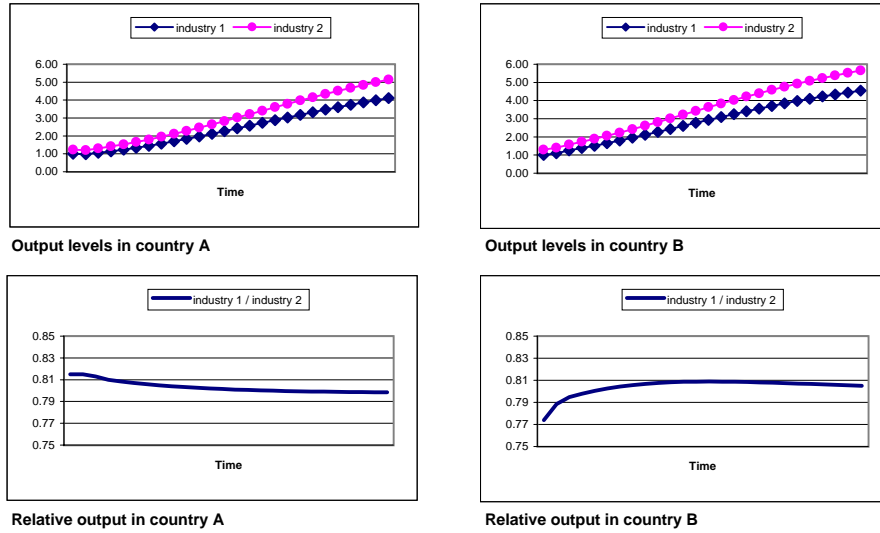 industry 1 industry 2
6.00
5.00
4.00
3.00
2.00
1.00
0.00
Time
Output levels in country A
industry 1 industry 2
6.00
5.00
4.00
3.00
2.00
1.00
0.00
Time
Output levels in country B
industry 1 / industry 2
0.85
0.83
0.81
0.79
0.77
0.75
Time
Relative output in country A
industry 1 / industry 2
0.85
0.83
0.81
0.79
0.77
0.75
Time
Relative output in country B